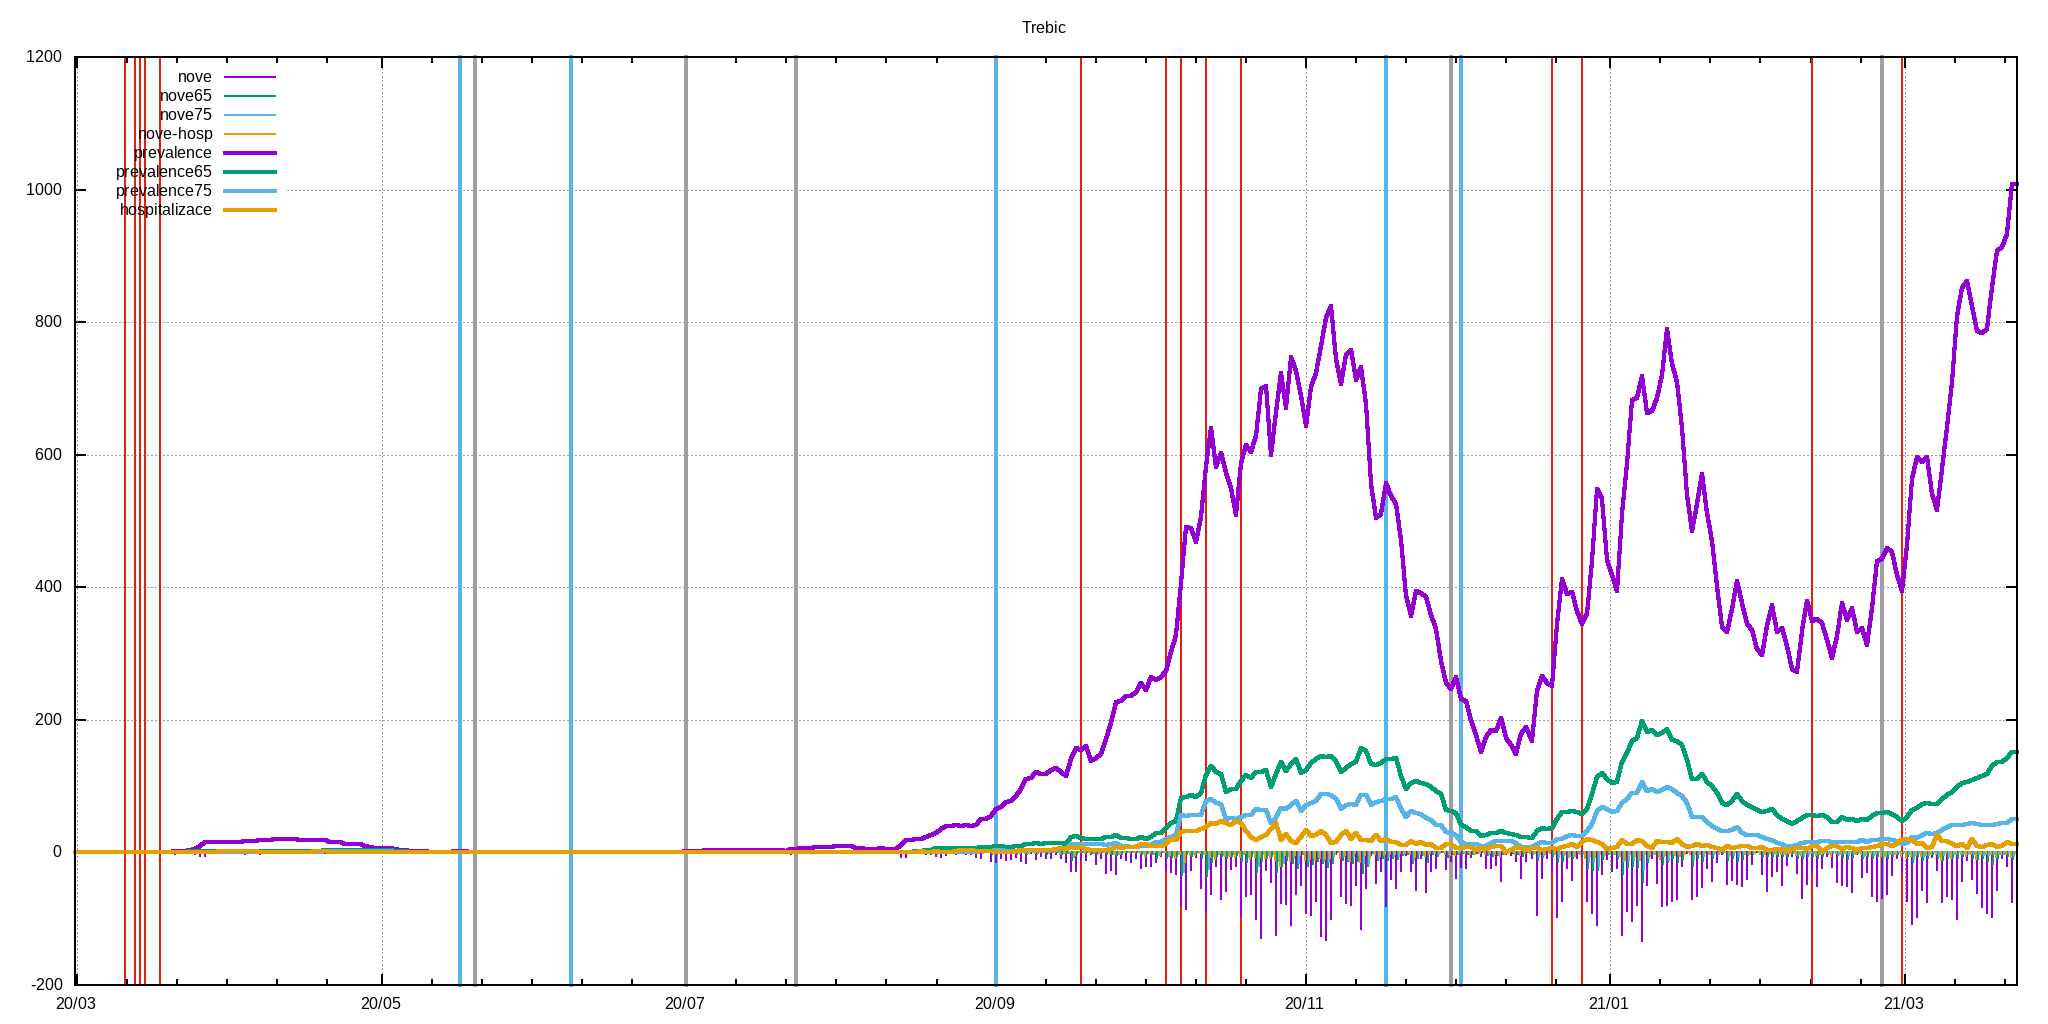 Trebic
1200
1000
800
600
400
200
0
-200
nove
nove65
nove75
nove-hosp
prevalence
prevalence65
prevalence75
hospitalizace
20/03 20/05 20/07 20/09 20/11 21/01 21/03